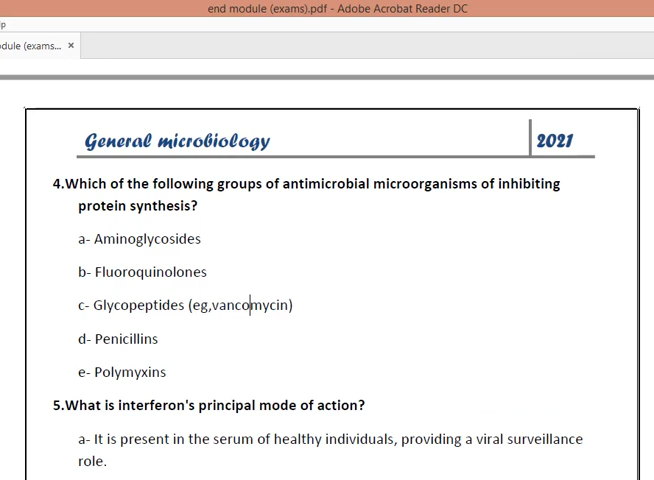 end module (exams).pdf - Adobe Acrobat Reader DC
lp
odule (exams... ×
General microbiology 2021
4.Which of the following groups of antimicrobial microorganisms of inhibiting
protein synthesis?
a- Aminoglycosides
b- Fluoroquinolones
c- Glycopeptides (eg,vancomycin)
d- Penicillins
e- Polymyxins
5.What is interferon's principal mode of action?
a- It is present in the serum of healthy individuals, providing a viral surveillance
role.